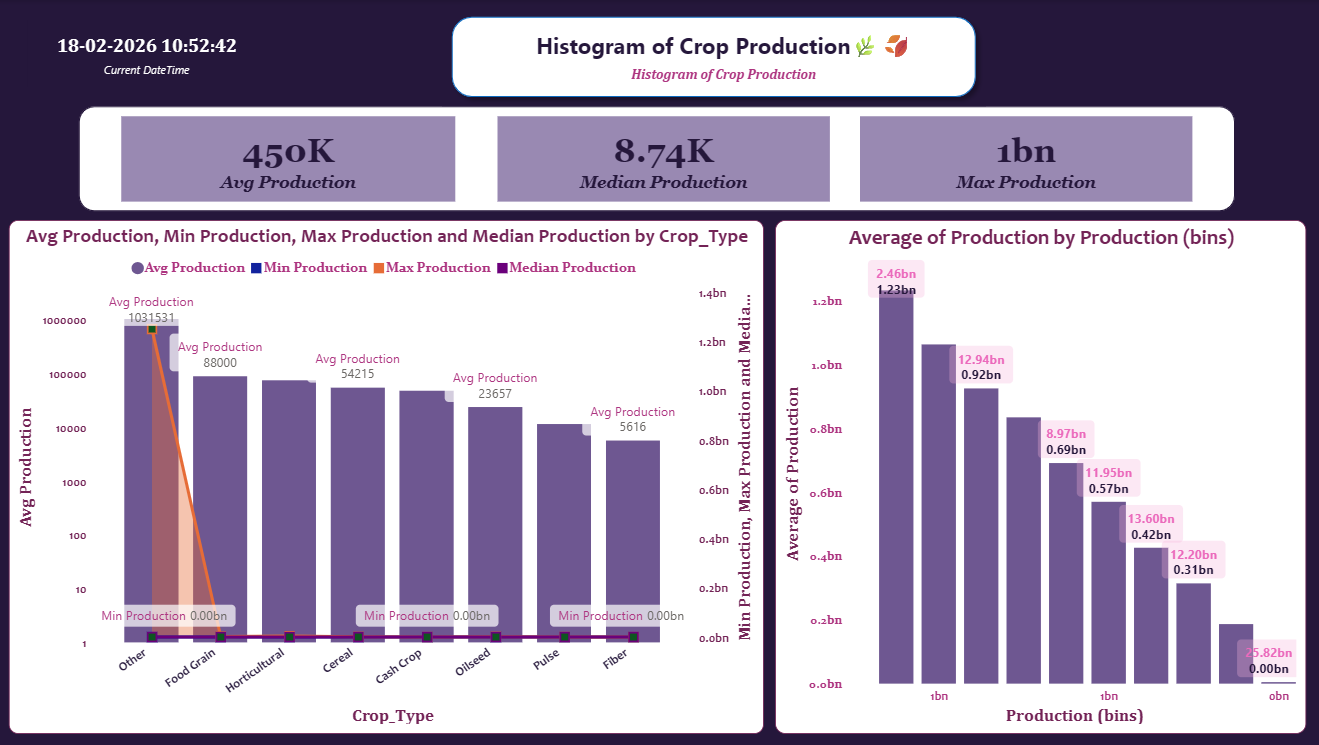 18-02-2026 10:52:42
Current DateTime
Histogram of Crop Production
Histogram of Crop Production
450K
Avg Production
8.74K
Median Production
1bn
Max Production
Avg Production, Min Production, Max Production and Median Production by Crop_Type
Avg Production Min Production Max Production Median Production
Avg Production
1000000
100000
10000
1000
100
10
1
Avg Production
1031531
Avg Production
88000
Avg Production
54215
Avg Production
23657
Avg Production
5616
Min Production 0.00bn
Min Production 0.00bn
Min Production 0.00bn
1.4bn
1.2bn
1.0bn
0.8bn
0.6bn
0.4bn
0.2bn
0.0bn
Min Production, Max Production and Media...
Other
Food Grain
Horticultural
Cereal
Cash Crop
Oilseed
Pulse
Fiber
Crop_Type
Average of Production by Production (bins)
Average of Production
1.2bn
1.0bn
0.8bn
0.6bn
0.4bn
0.2bn
0.0bn
2.46bn
1.23bn
12.94bn
0.92bn
8.97bn
0.69bn
11.95bn
0.57bn
13.60bn
0.42bn
12.20bn
0.31bn
25.82bn
0.00bn
1bn
1bn
0bn
Production (bins)